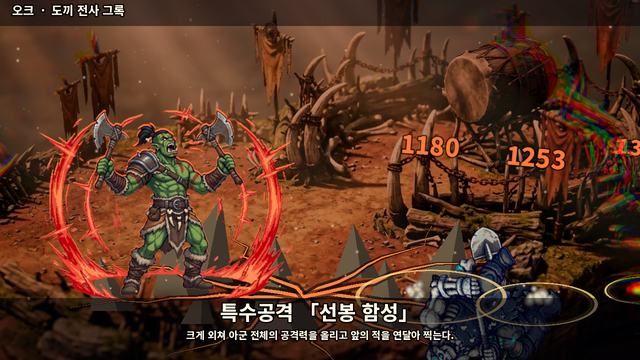 오크 · 도끼 전사 그록
1180
1253
13
특수공격 「선봉 함성」
크게 외쳐 아군 전체의 공격력을 올리고 앞의 적을 연달아 찍는다.